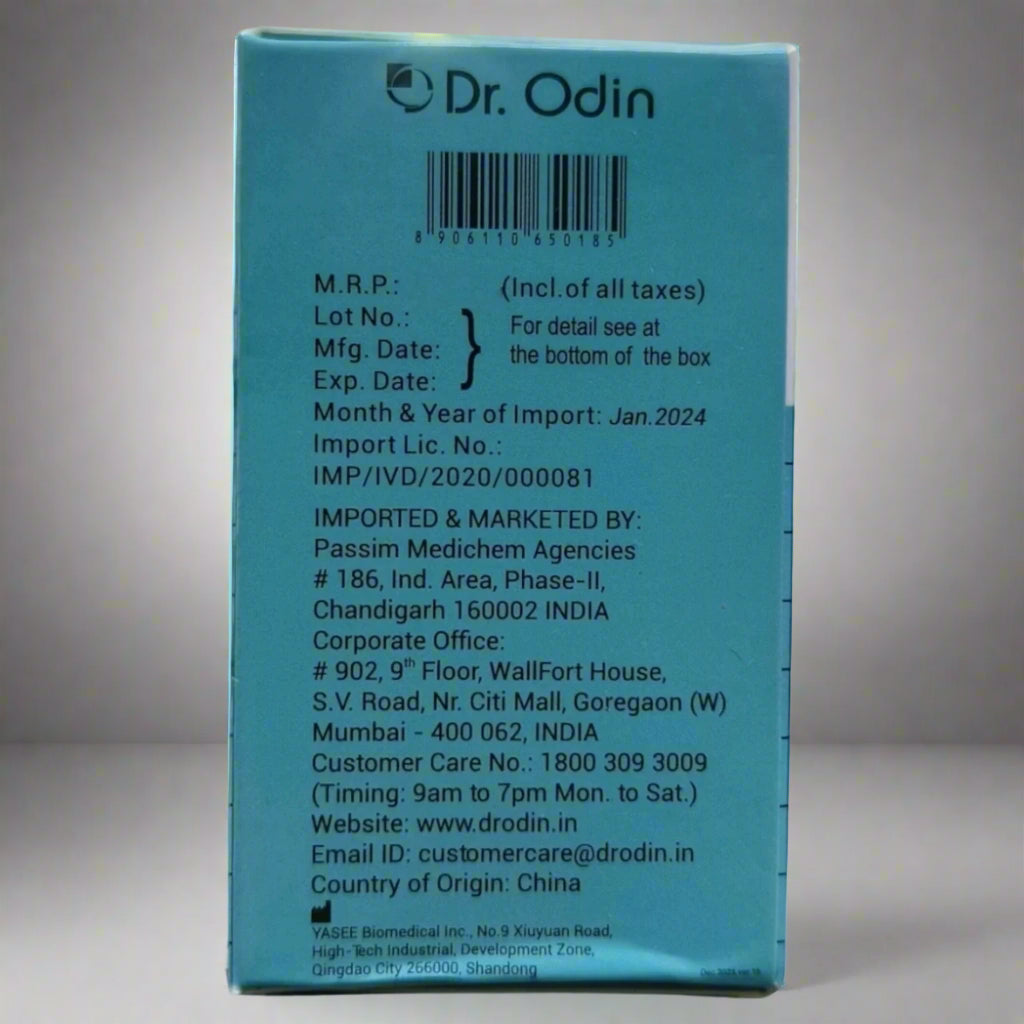 Dr. Odin
8 906110 650185
M.R.P.: (Incl.of all taxes)
Lot No.:
Mfg. Date:
Exp. Date:
} For detail see at
the bottom of the box
Month & Year of Import: Jan.2024
Import Lic. No.:
IMP/IVD/2020/000081
IMPORTED & MARKETED BY:
Passim Medichem Agencies
# 186, Ind. Area, Phase-II,
Chandigarh 160002 INDIA
Corporate Office:
# 902, 9th Floor, WallFort House,
S.V. Road, Nr. Citi Mall, Goregaon (W)
Mumbai - 400 062, INDIA
Customer Care No.: 1800 309 3009
(Timing: 9am to 7pm Mon. to Sat.)
Website: www.drodin.in
Email ID: customercare@drodin.in
Country of Origin: China
YASEE Biomedical Inc., No.9 Xiuyuan Road,
High-Tech Industrial, Development Zone,
Qingdao City 266000, Shandong